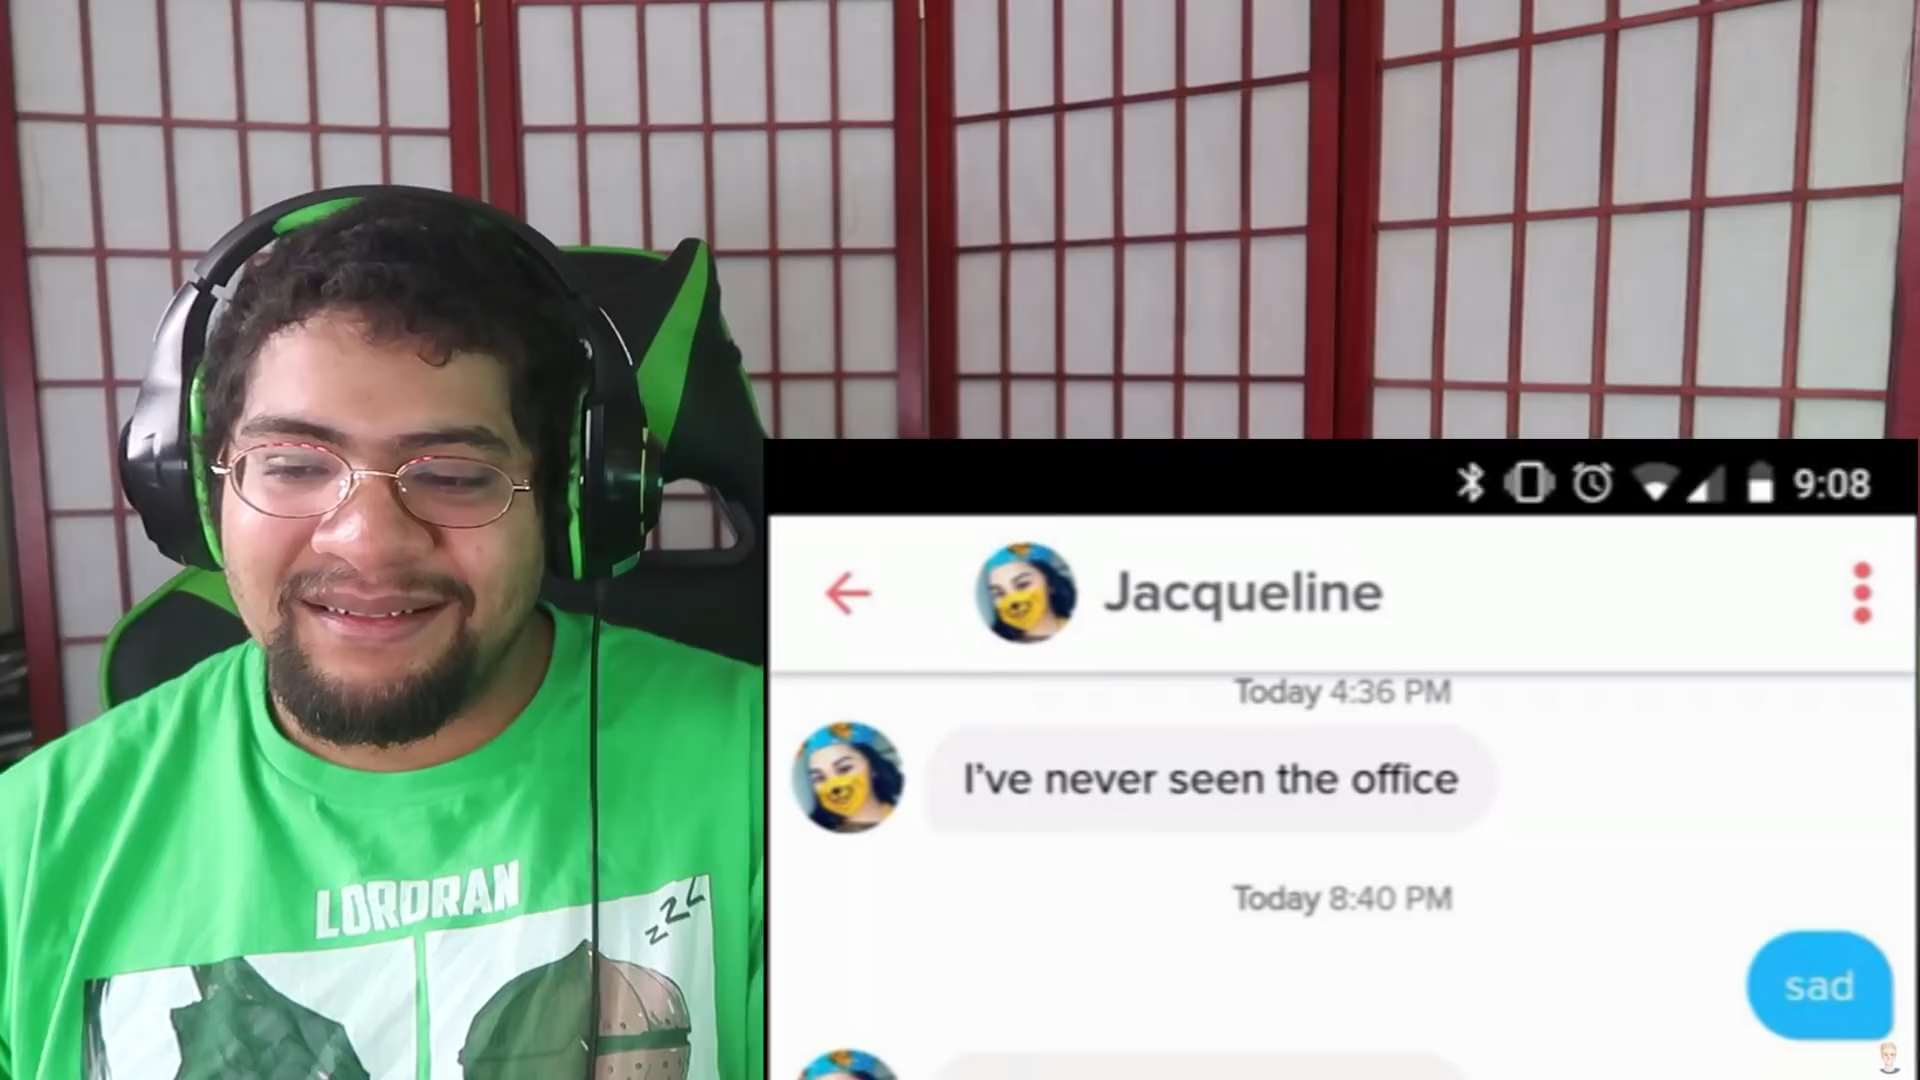 LORDRAN
zzz
9:08
Jacqueline
Today 4:36 PM
I've never seen the office
Today 8:40 PM
sad